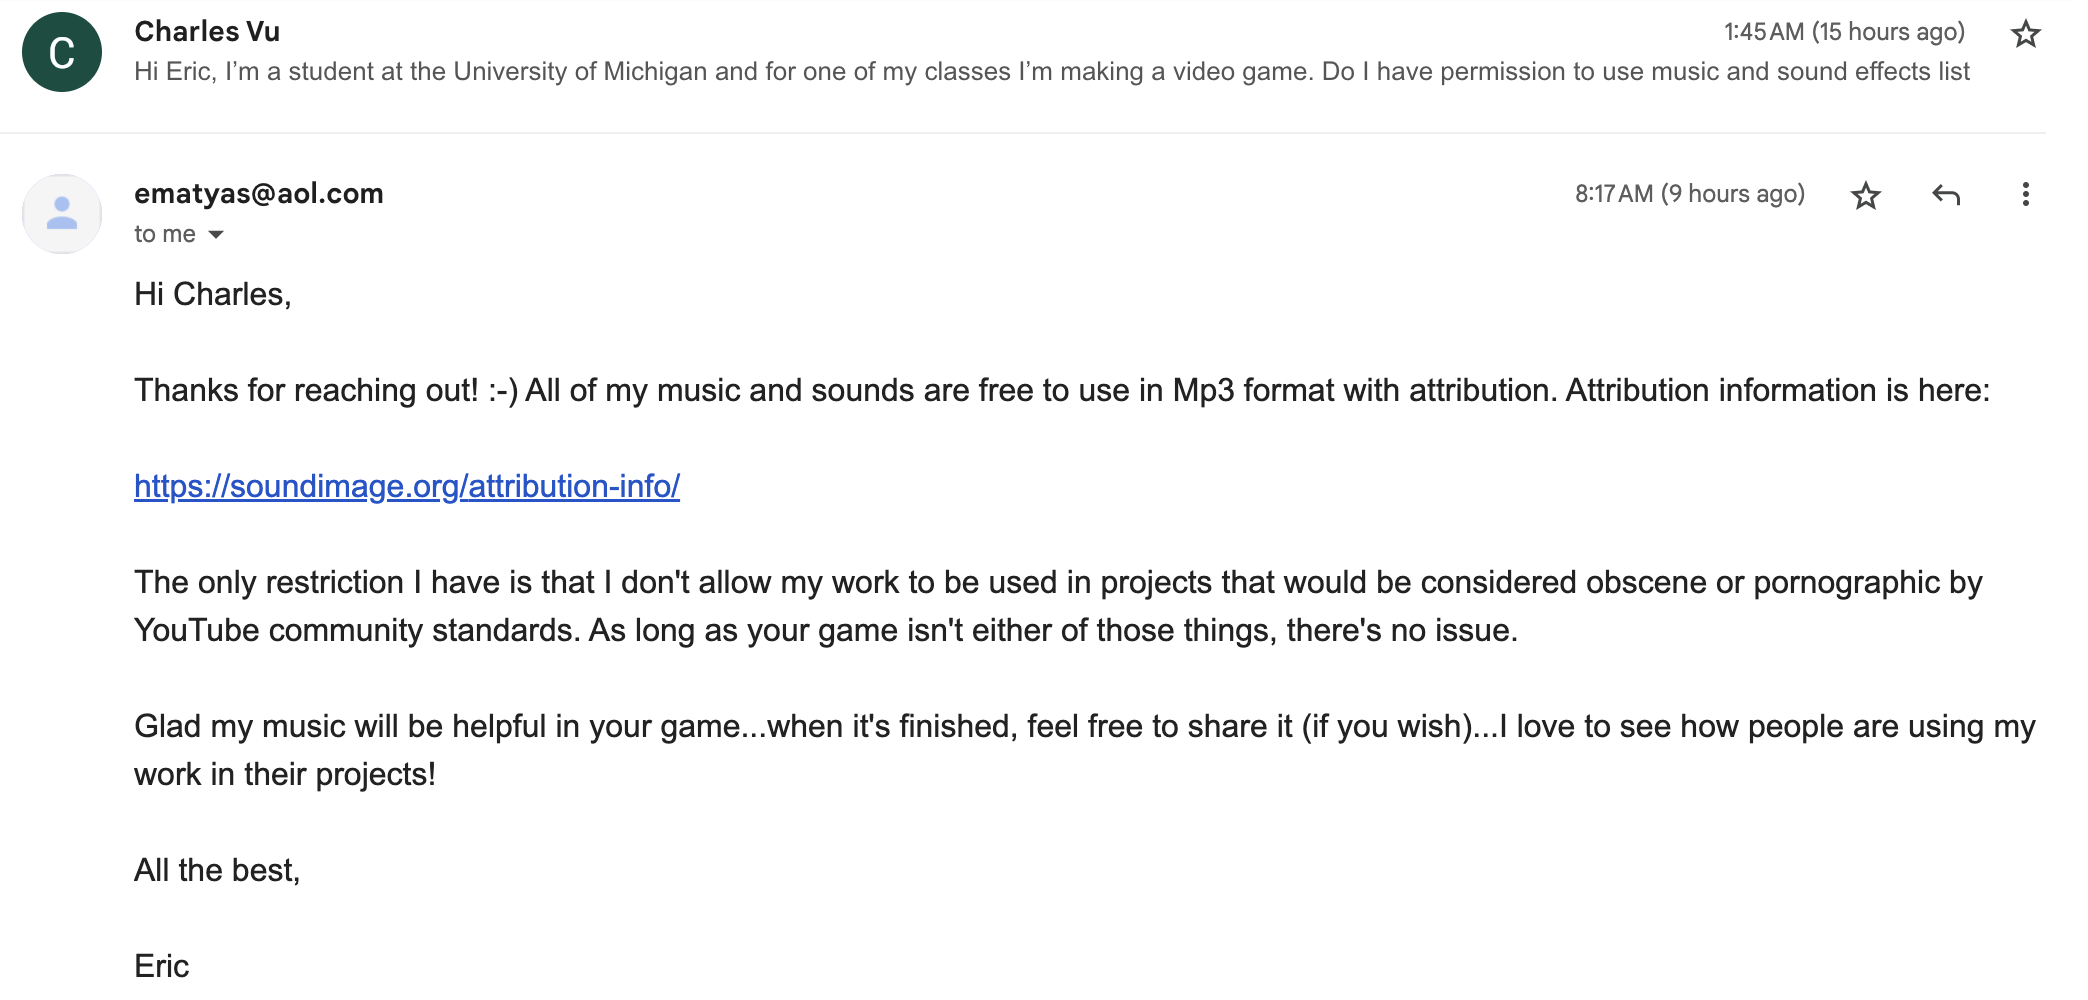 C
Charles Vu
1:45 AM (15 hours ago)
Hi Eric, I’m a student at the University of Michigan and for one of my classes I’m making a video game. Do I have permission to use music and sound effects list
ematyas@aol.com
8:17 AM (9 hours ago)
to me
Hi Charles,
Thanks for reaching out! :-) All of my music and sounds are free to use in Mp3 format with attribution. Attribution information is here:
https://soundimage.org/attribution-info/
The only restriction I have is that I don't allow my work to be used in projects that would be considered obscene or pornographic by
YouTube community standards. As long as your game isn't either of those things, there's no issue.
Glad my music will be helpful in your game...when it's finished, feel free to share it (if you wish)...I love to see how people are using my
work in their projects!
All the best,
Eric